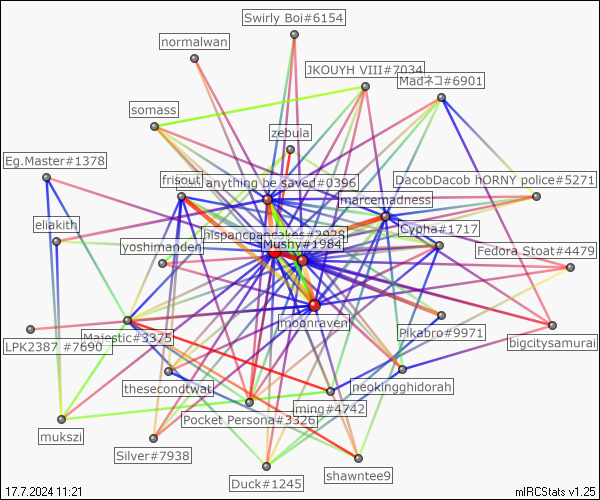 Swirly Boi#6154
normalwan
JKOUYH VIII#7034
Madネコ#6901
somass
zebula
Eg.Master#1378
frisout
anything be saved#0396
DacobDacob hORNY police#5271
marcemadness
eliakith
hispanicpancakes#2928
Cypha#1717
yoshimanden
Mushy#1984
Fedora Stoat#4479
moonraven
Pikabro#9971
Majestic#3375
LPK2387 #7690
bigcitysamurai
thesecondtwat
neokingghidorah
ming#4742
Pocket Persona#3326
mukszi
Silver#7938
Duck#1245
shawntee9
17.7.2024 11:21
mIRCStats v1.25